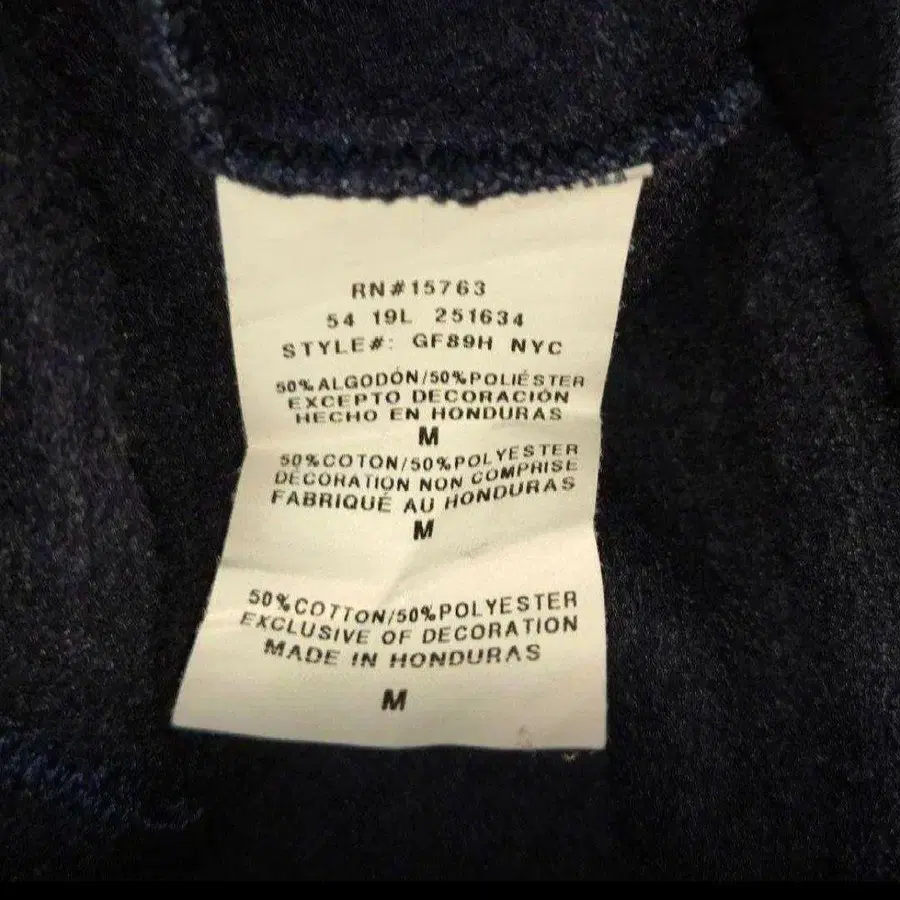 RN#15763
54 19L 251634
STYLE#: GF89H NYC
50%ALGODÓN/50%POLIÉSTER
EXCEPTO DECORACIÓN
HECHO EN HONDURAS
M
50%COTON/50%POLYESTER
DÉCORATION NON COMPRISE
FABRIQUÉ AU HONDURAS
M
50%COTTON/50%POLYESTER
EXCLUSIVE OF DECORATION
MADE IN HONDURAS
M